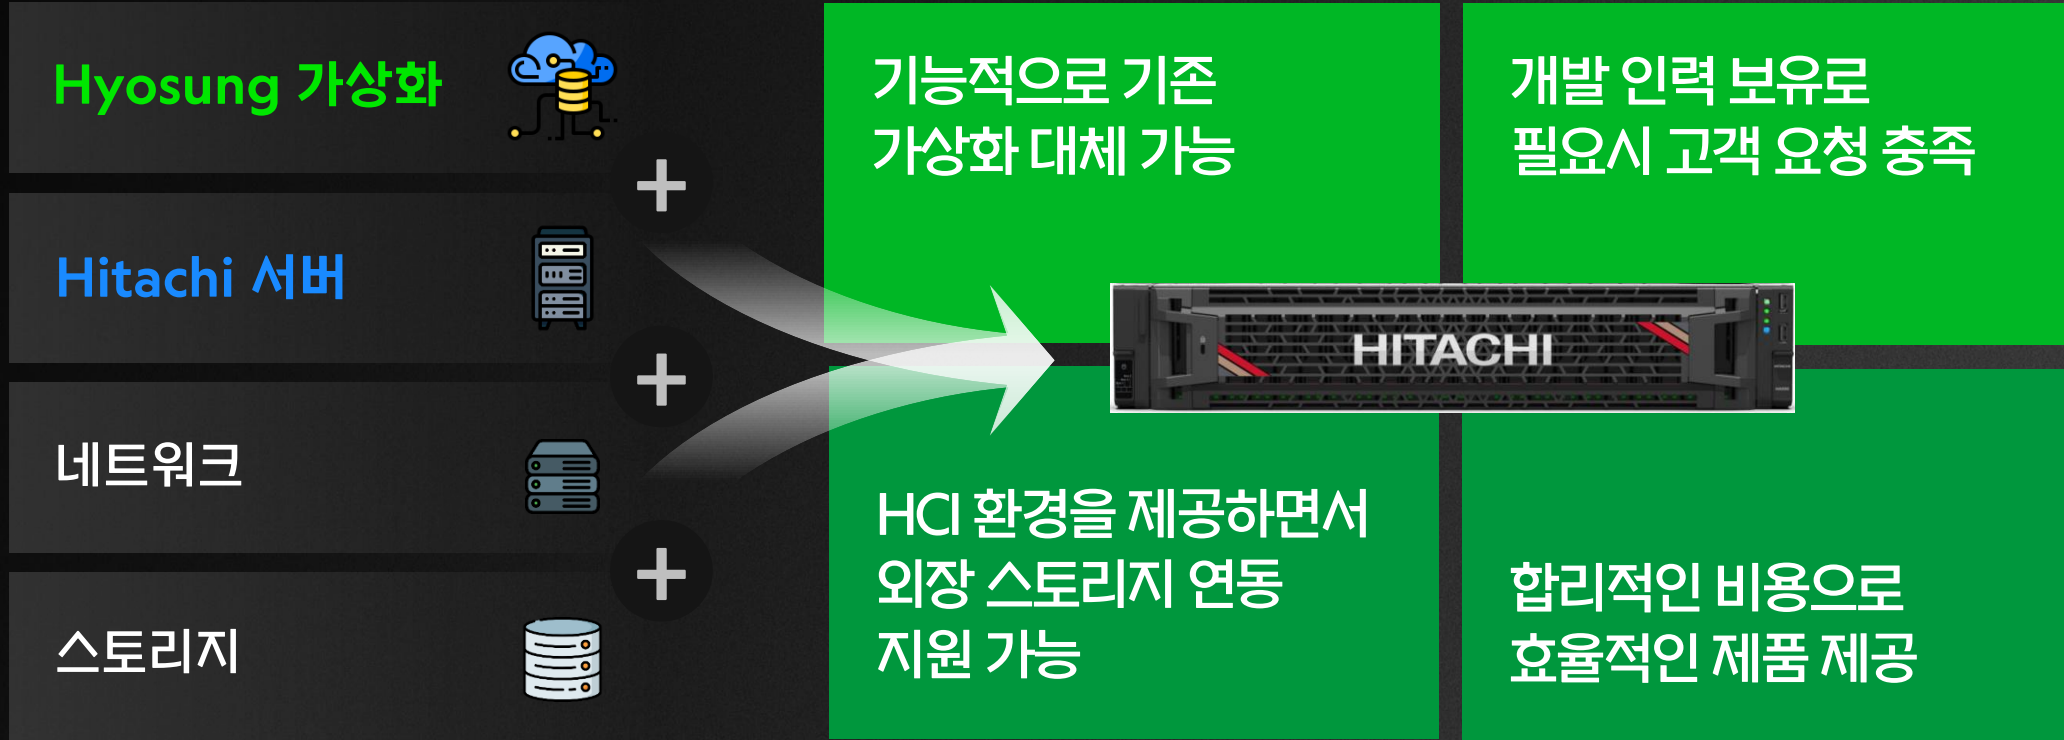 Hyosung 가상화
Hitachi 서버
네트워크
스토리지
기능적으로 기존
가상화 대체 가능
개발 인력 보유로
필요시 고객 요청 충족
HITACHI
HCI 환경을 제공하면서
외장 스토리지 연동
지원 가능
합리적인 비용으로
효율적인 제품 제공